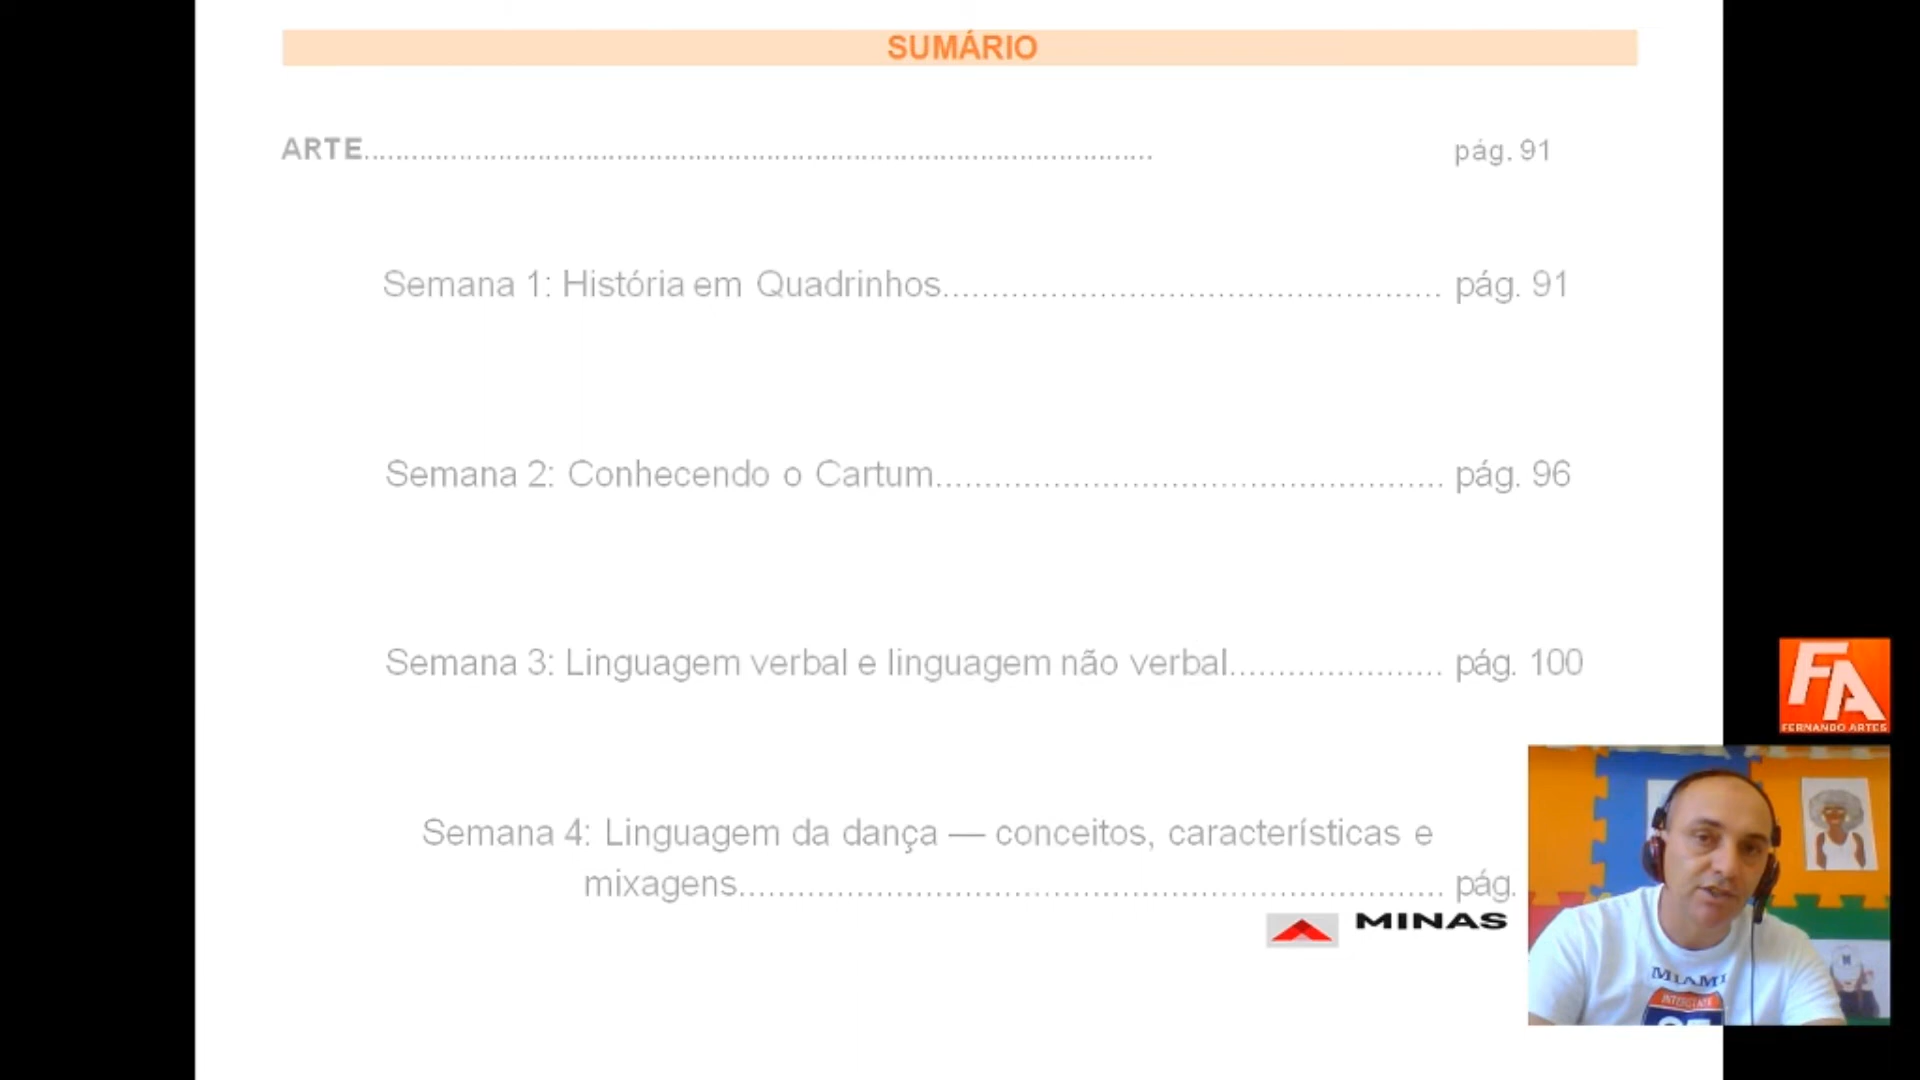 SUMÁRIO
ARTE.................................................................................................... pág. 91
Semana 1: História em Quadrinhos................................................... pág. 91
Semana 2: Conhecendo o Cartum.................................................... pág. 96
Semana 3: Linguagem verbal e linguagem não verbal...................... pág. 100
Semana 4: Linguagem da dança — conceitos, características e
mixagens........................................................................ pág.
MINAS
FA
FERNANDO ARTES
MIAMI
INTERSTATE